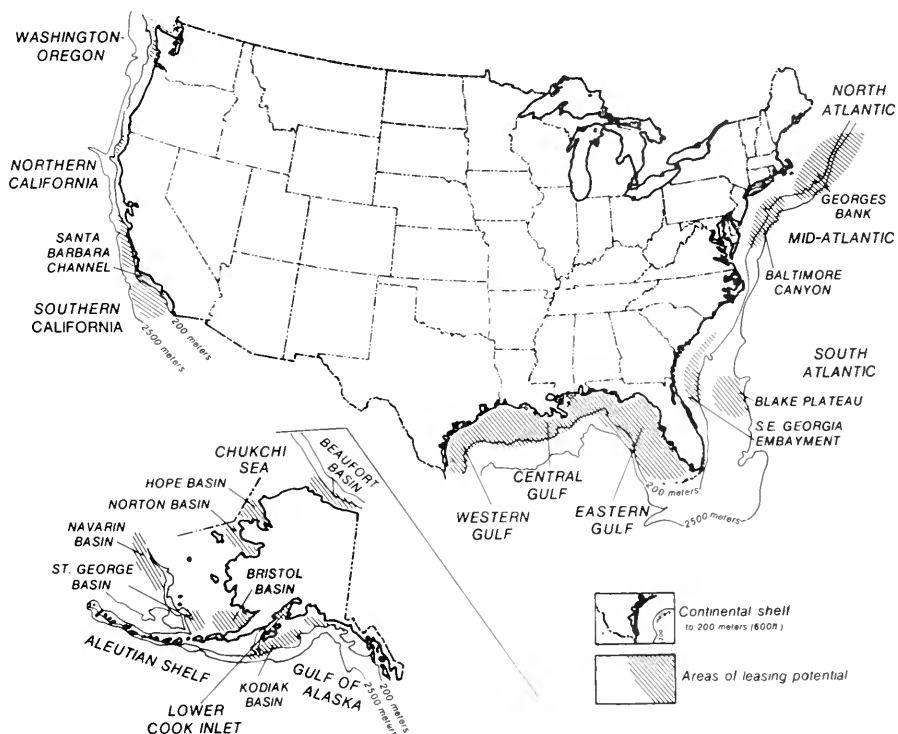 WASHINGTON-
OREGON
NORTHERN
CALIFORNIA
SANTA
BARBARA
CHANNEL
SOUTHERN
CALIFORNIA
200 meters
2500 meters
NORTH
ATLANTIC
GEORGES
BANK
MID-ATLANTIC
BALTIMORE
CANYON
SOUTH
ATLANTIC
BLAKE PLATEAU
S.E. GEORGIA
EMBAYMENT
200 meters
2500 meters
CENTRAL
GULF
WESTERN
GULF
EASTERN
GULF
CHUKCHI
SEA
BEAUFORT
BASIN
HOPE BASIN
NORTON BASIN
NAVARIN
BASIN
ST. GEORGE
BASIN
BRISTOL
BASIN
ALEUTIAN SHELF
KODIAK
BASIN
GULF OF
ALASKA
LOWER
COOK INLET
200 meters
2500 meters
200
Continental shelf
to 200 meters (600ft.)
Areas of leasing potential